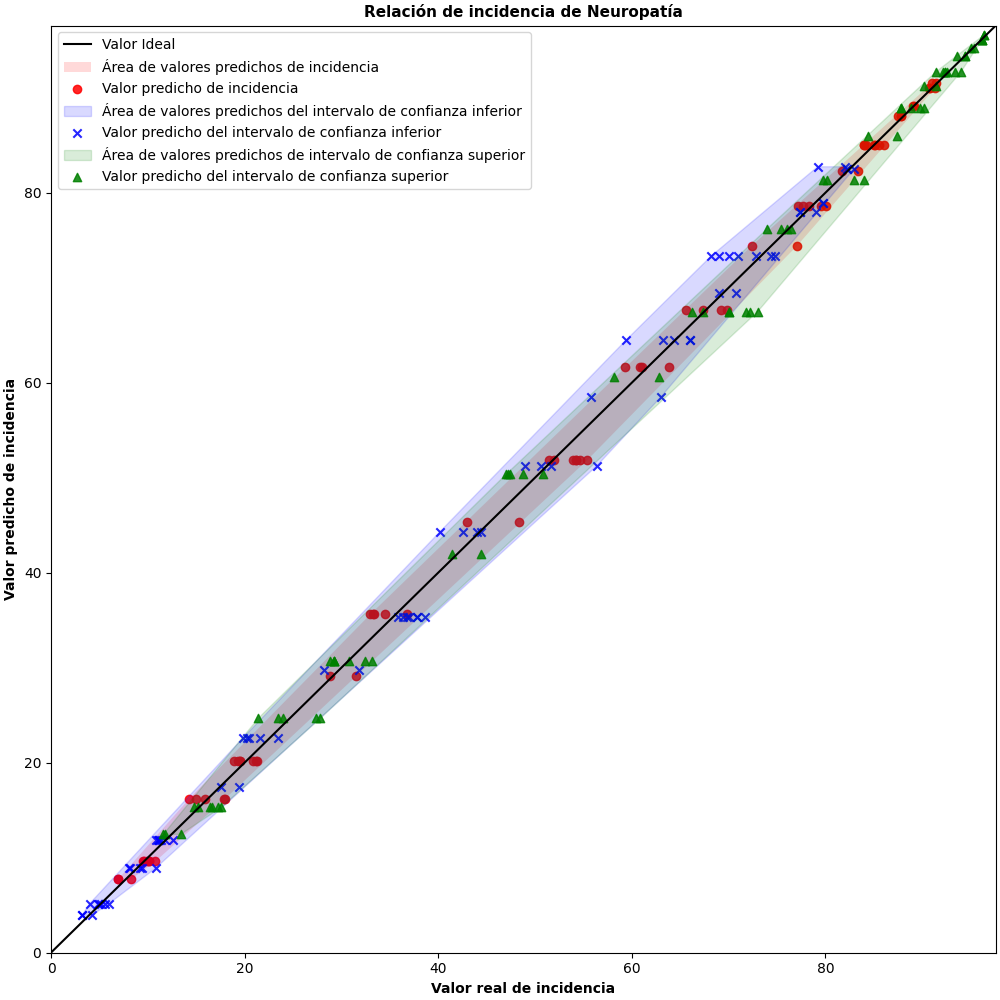 Relación de incidencia de Neuropatía
Valor Ideal
Área de valores predichos de incidencia
Valor predicho de incidencia
Área de valores predichos del intervalo de confianza inferior
Valor predicho del intervalo de confianza inferior
Área de valores predichos de intervalo de confianza superior
Valor predicho del intervalo de confianza superior
Valor predicho de incidencia
80
60
40
20
0
0 20 40 60 80
Valor real de incidencia